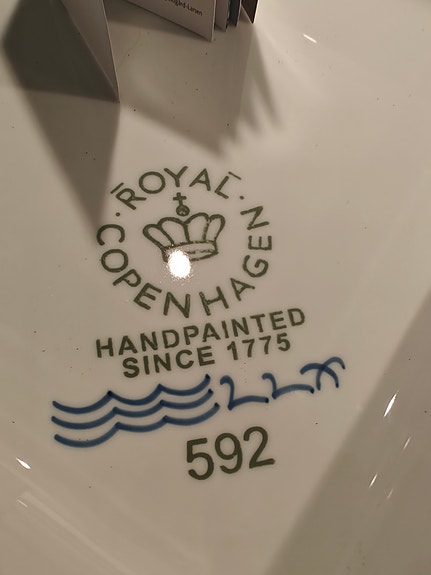 ROYAL
COPENHAGEN
HANDPAINTED
SINCE 1775
592